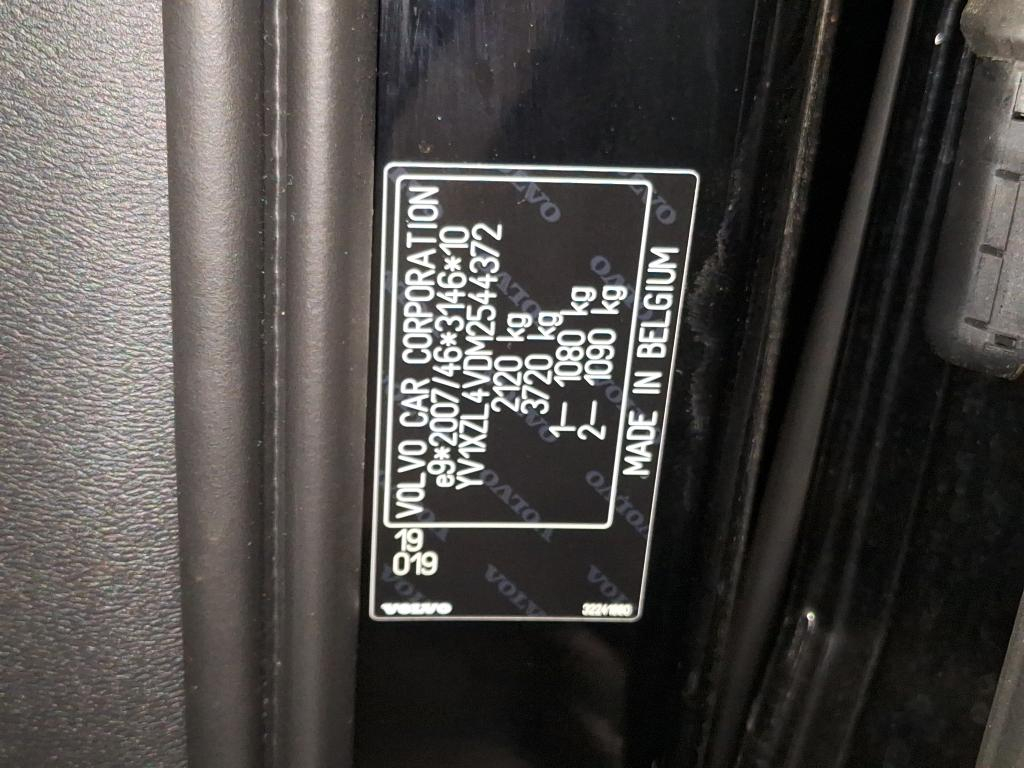 VOLVO CAR CORPORATION
e9*2007/46*3146*10
YV1XZL4VDM2544372
2120 kg
3720 kg
1– 1080 kg
2– 1090 kg
MADE IN BELGIUM
19
019
VOLVO